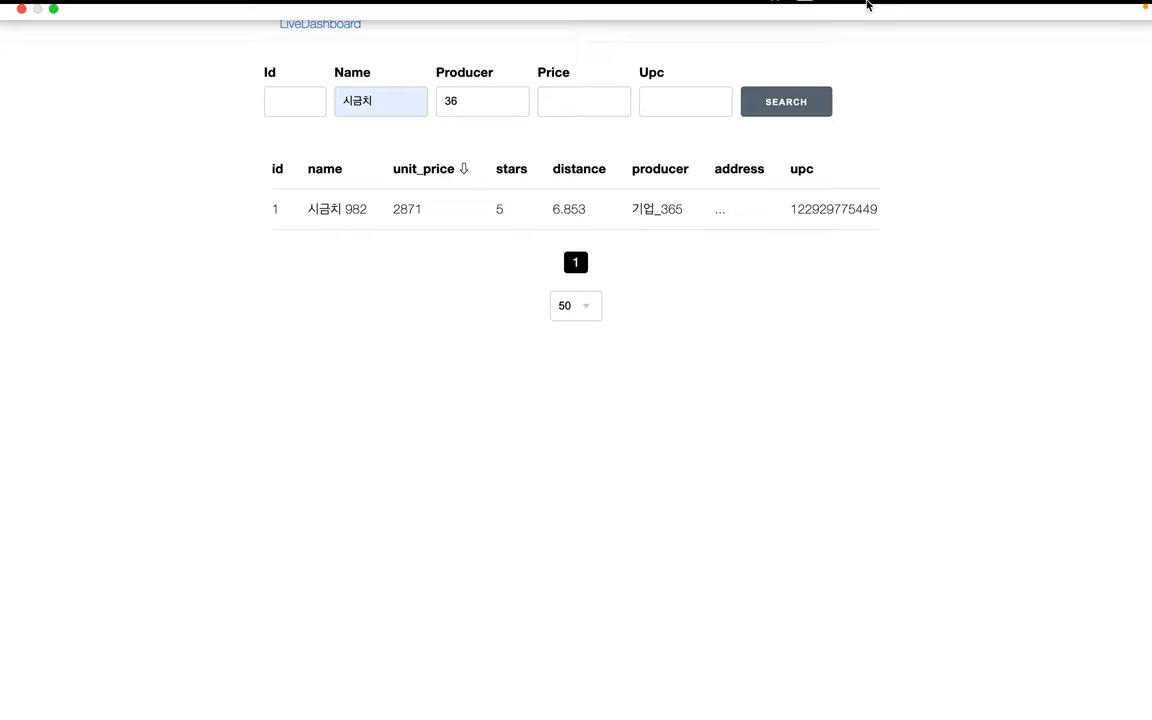 LiveDashboard
Id Name Producer Price Upc
시금치 36 SEARCH
id name unit_price ⇩ stars distance producer address upc
1 시금치 982 2871 5 6.853 기업_365 ... 122929775449
1
50